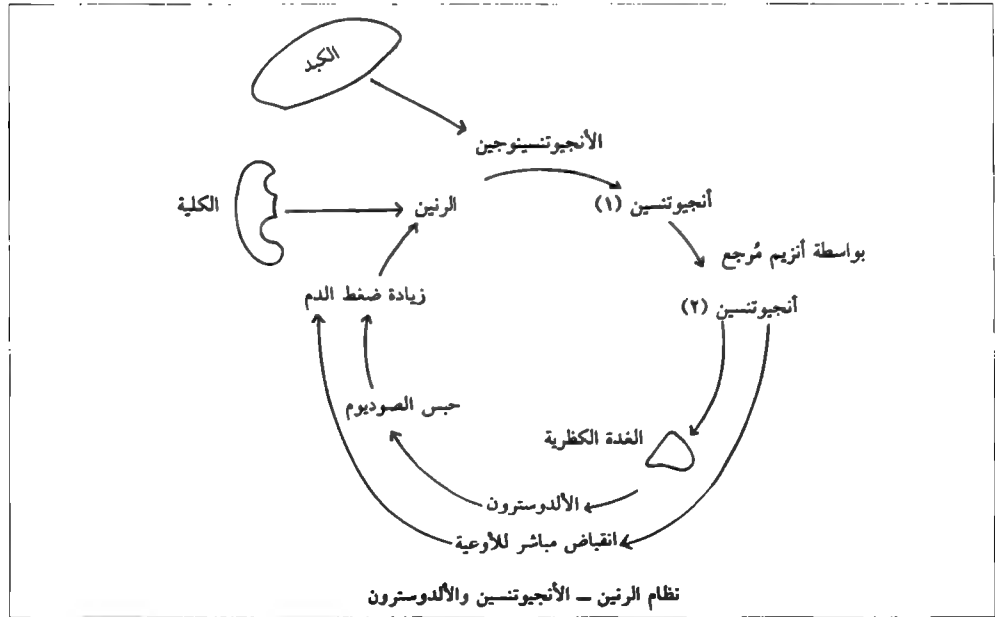 الكبد
الأنجيوتنسينوجين
الكلية
الرنين
أنجيوتنسين (١)
بواسطة أنزيم مُرجع
زيادة ضغط الدم
أنجيوتنسين (٢)
حبس الصوديوم
الغدة الكظرية
الألدوسترون
انقباض مباشر للأوعية
نظام الرنين ــ الأنجيوتنسين والألدوسترون